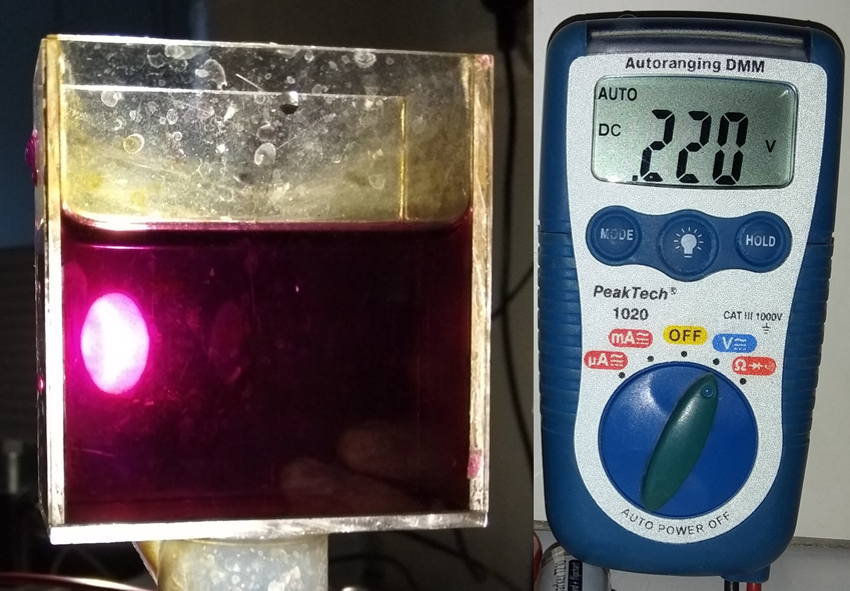 Autoranging DMM
AUTO
DC .220 V
MODE HOLD
PeakTech®
1020 CAT III 1000V
mA OFF V
µA Ω
AUTO POWER OFF